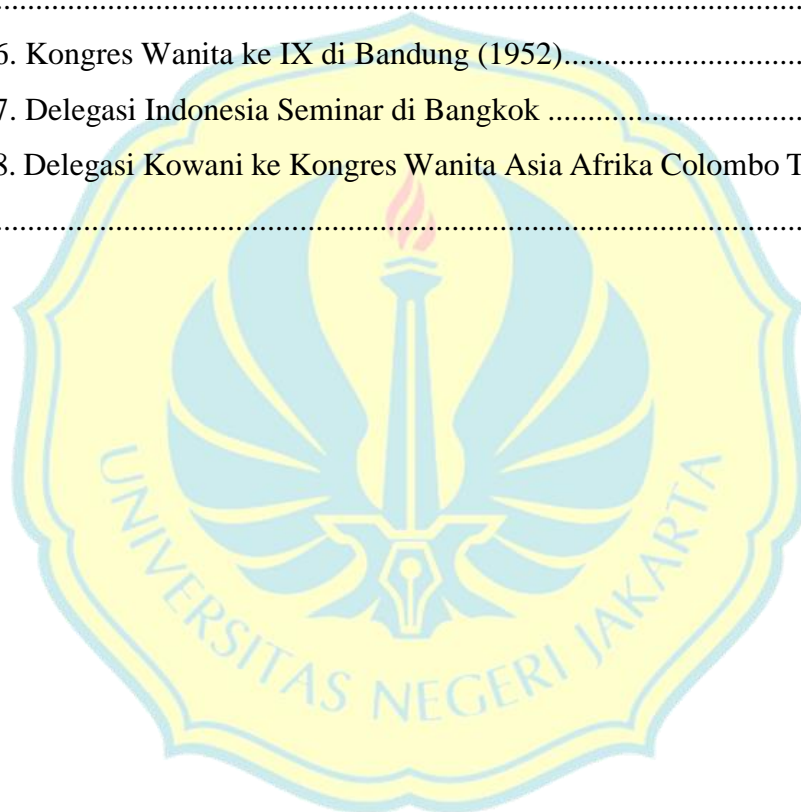 ................................................................................................
6. Kongres Wanita ke IX di Bandung (1952)...............................
7. Delegasi Indonesia Seminar di Bangkok ..................................
8. Delegasi Kowani ke Kongres Wanita Asia Afrika Colombo T
................................................................................................
UNIVERSITAS NEGERI JAKARTA